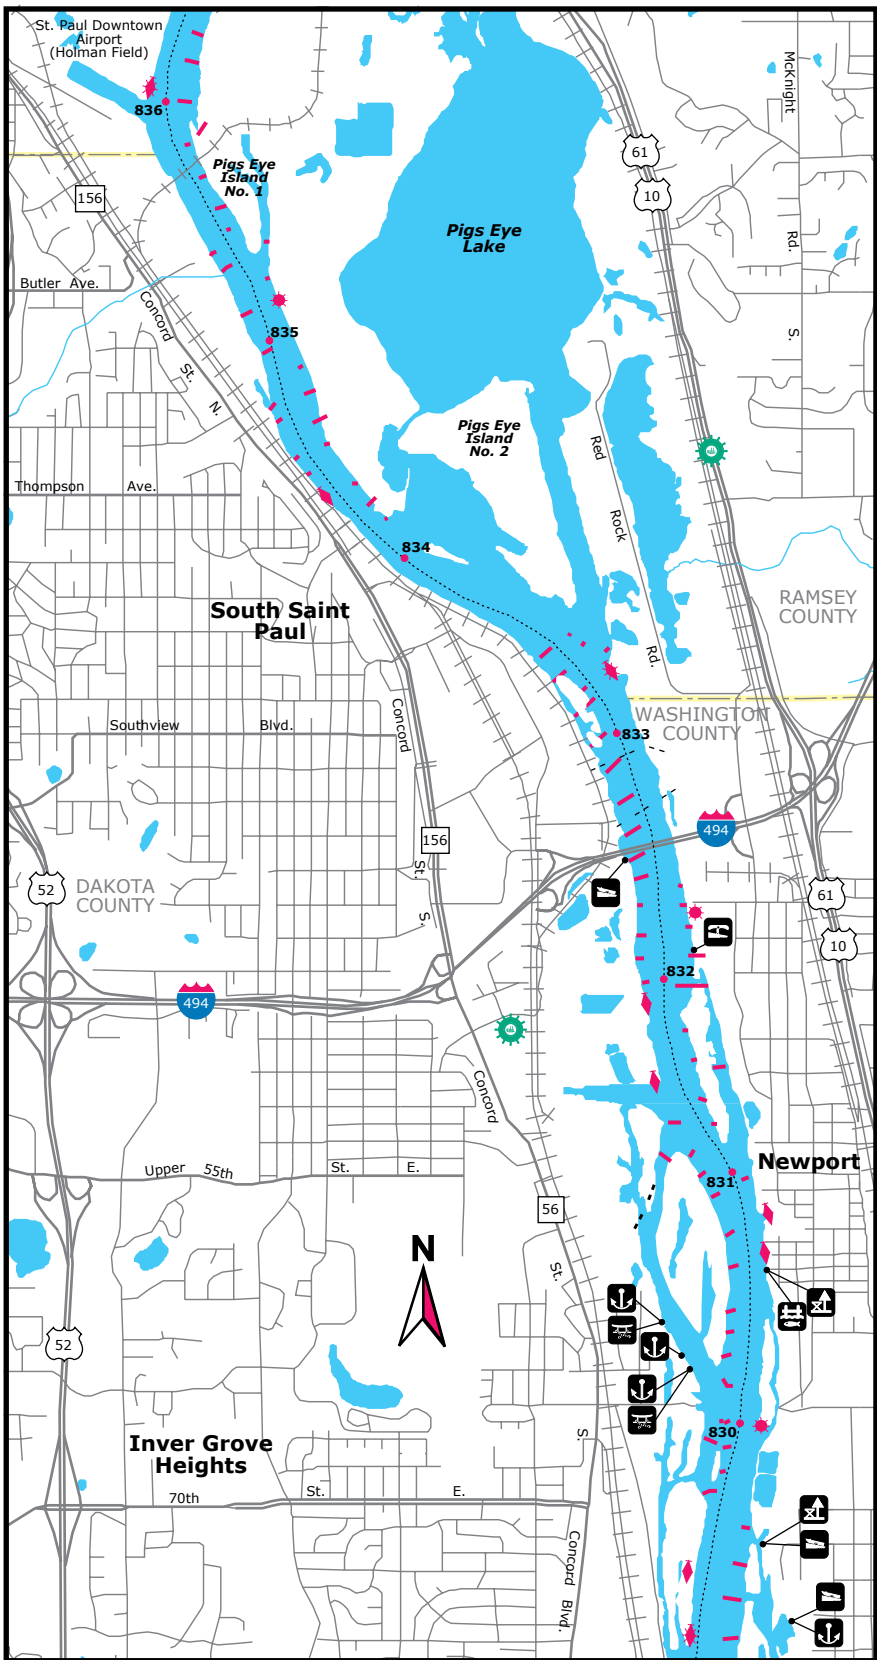 St. Paul Downtown
Airport
(Holman Field)
McKnight
836
61
Pigs Eye
Island
No. 1
10
156
Pigs Eye
Lake
Rd.
Butler Ave.
Concord
835
S.
St.
N.
Pigs Eye
Island
No. 2
Red
Thompson Ave.
Rock
834
RAMSEY
COUNTY
South Saint
Paul
Rd.
Concord
WASHINGTON
COUNTY
Southview Blvd.
833
494
156
St.
52
DAKOTA
COUNTY
61
S.
10
832
494
Concord
Newport
Upper 55th St. E.
831
56
N
St.
52
830
Inver Grove
Heights
S.
70th St. E.
Concord
Blvd.